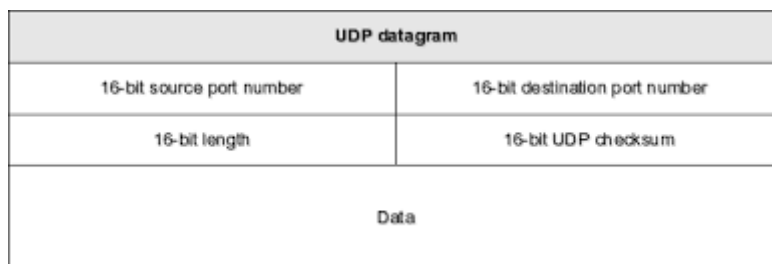 UDP datagram
16-bit source port number
16-bit destination port number
16-bit length
16-bit UDP checksum
Data